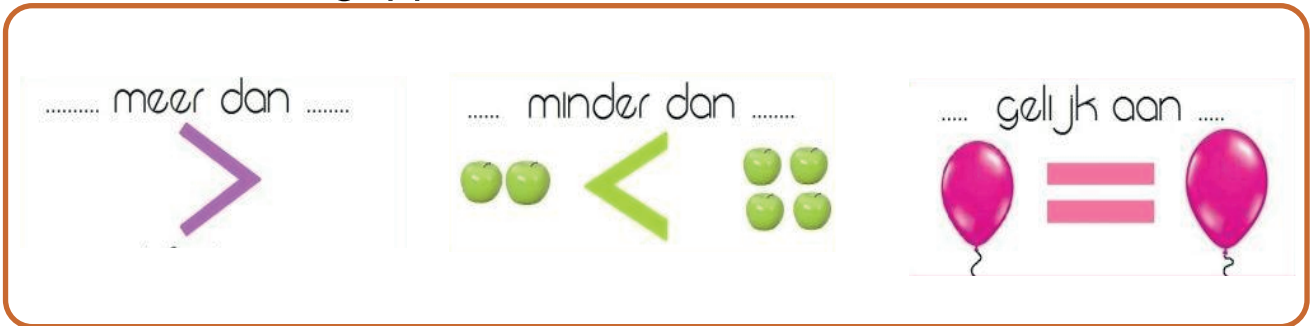 .......... meer dan ........
...... minder dan ........
..... gelijk aan .....